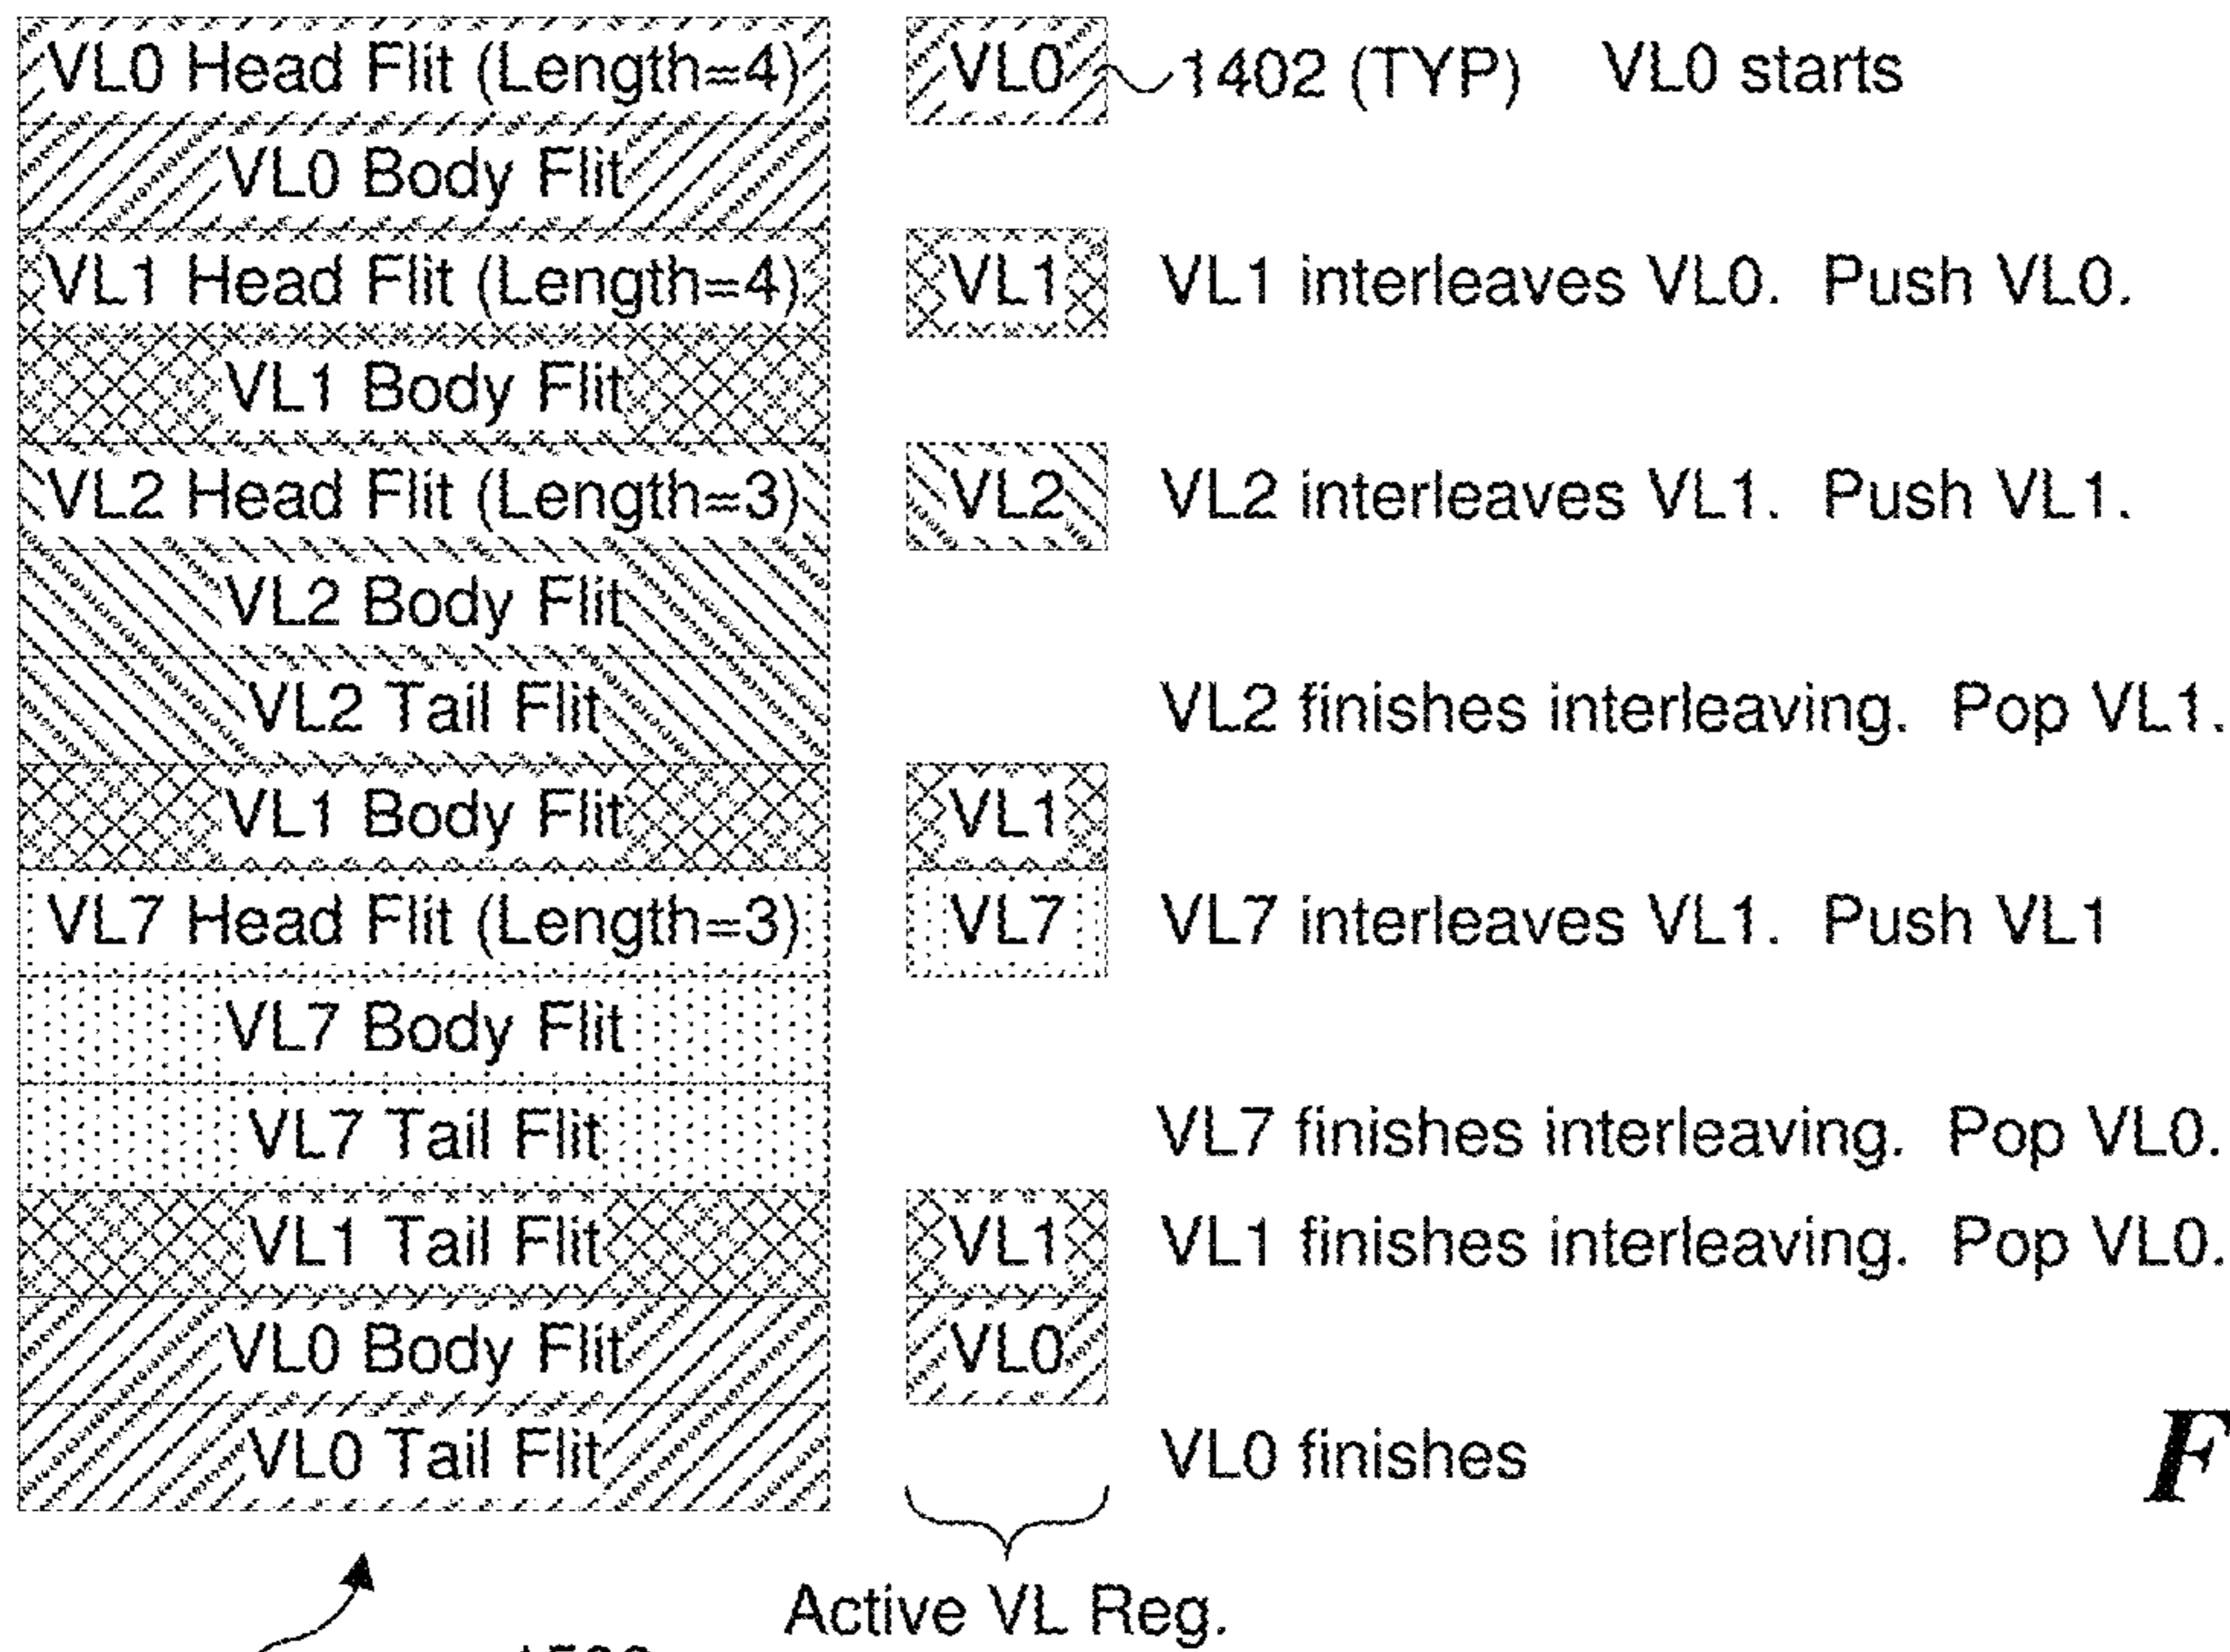 VL0 Head Flit (Length=4) VL0 1402 (TYP) VL0 starts
VL0 Body Flit
VL1 Head Flit (Length=4) VL1 VL1 interleaves VL0. Push VL0.
VL1 Body Flit
VL2 Head Flit (Length=3) VL2 VL2 interleaves VL1. Push VL1.
VL2 Body Flit
VL2 Tail Flit VL2 finishes interleaving. Pop VL1.
VL1 Body Flit VL1
VL7 Head Flit (Length=3) VL7 VL7 interleaves VL1. Push VL1
VL7 Body Flit
VL7 Tail Flit VL7 finishes interleaving. Pop VL0.
VL1 Tail Flit VL1 VL1 finishes interleaving. Pop VL0.
VL0 Body Flit VL0
VL0 Tail Flit VL0 finishes
F
Active VL Reg.